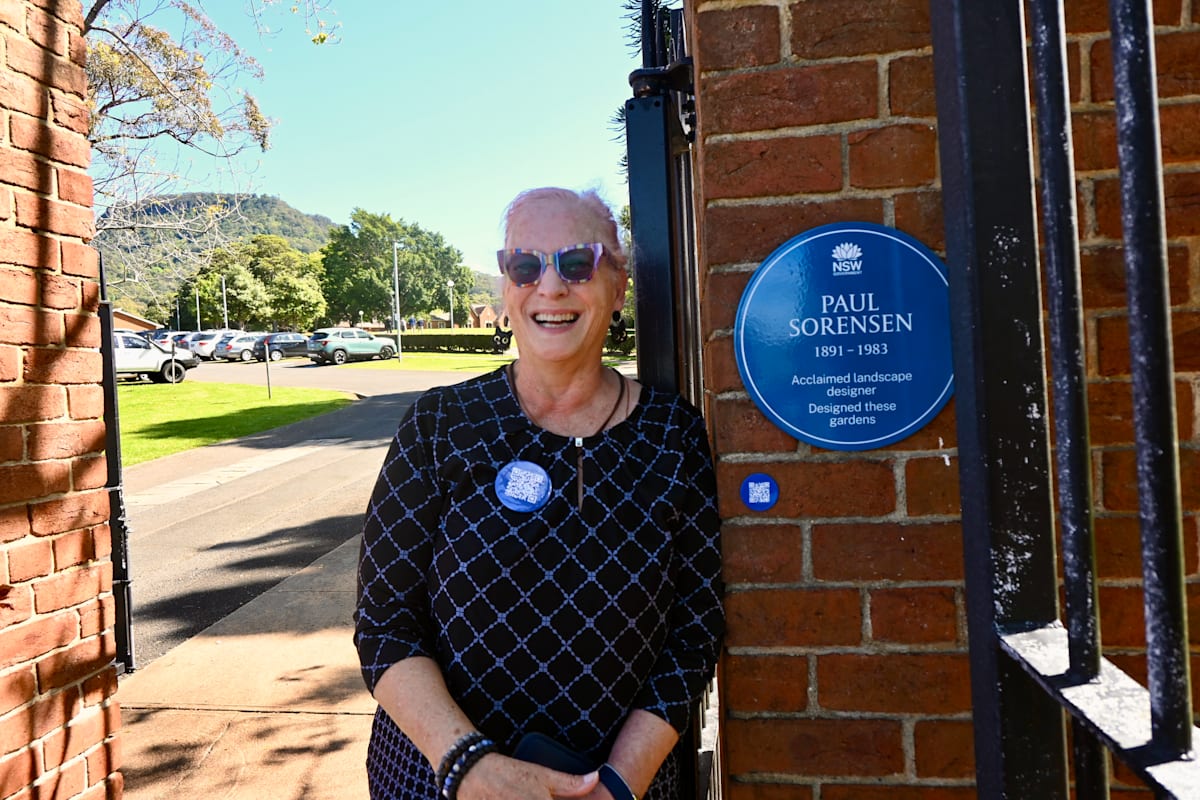 NSW
GOVERNMENT
PAUL
SORENSEN
1891 – 1983
Acclaimed landscape
designer
Designed these
gardens